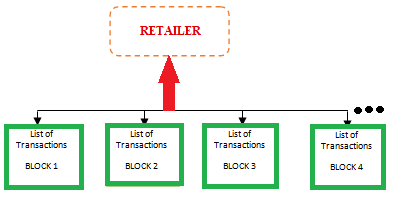 RETAILER
List of
Transactions
BLOCK 1
List of
Transactions
BLOCK 2
List of
Transactions
BLOCK 3
List of
Transactions
BLOCK 4